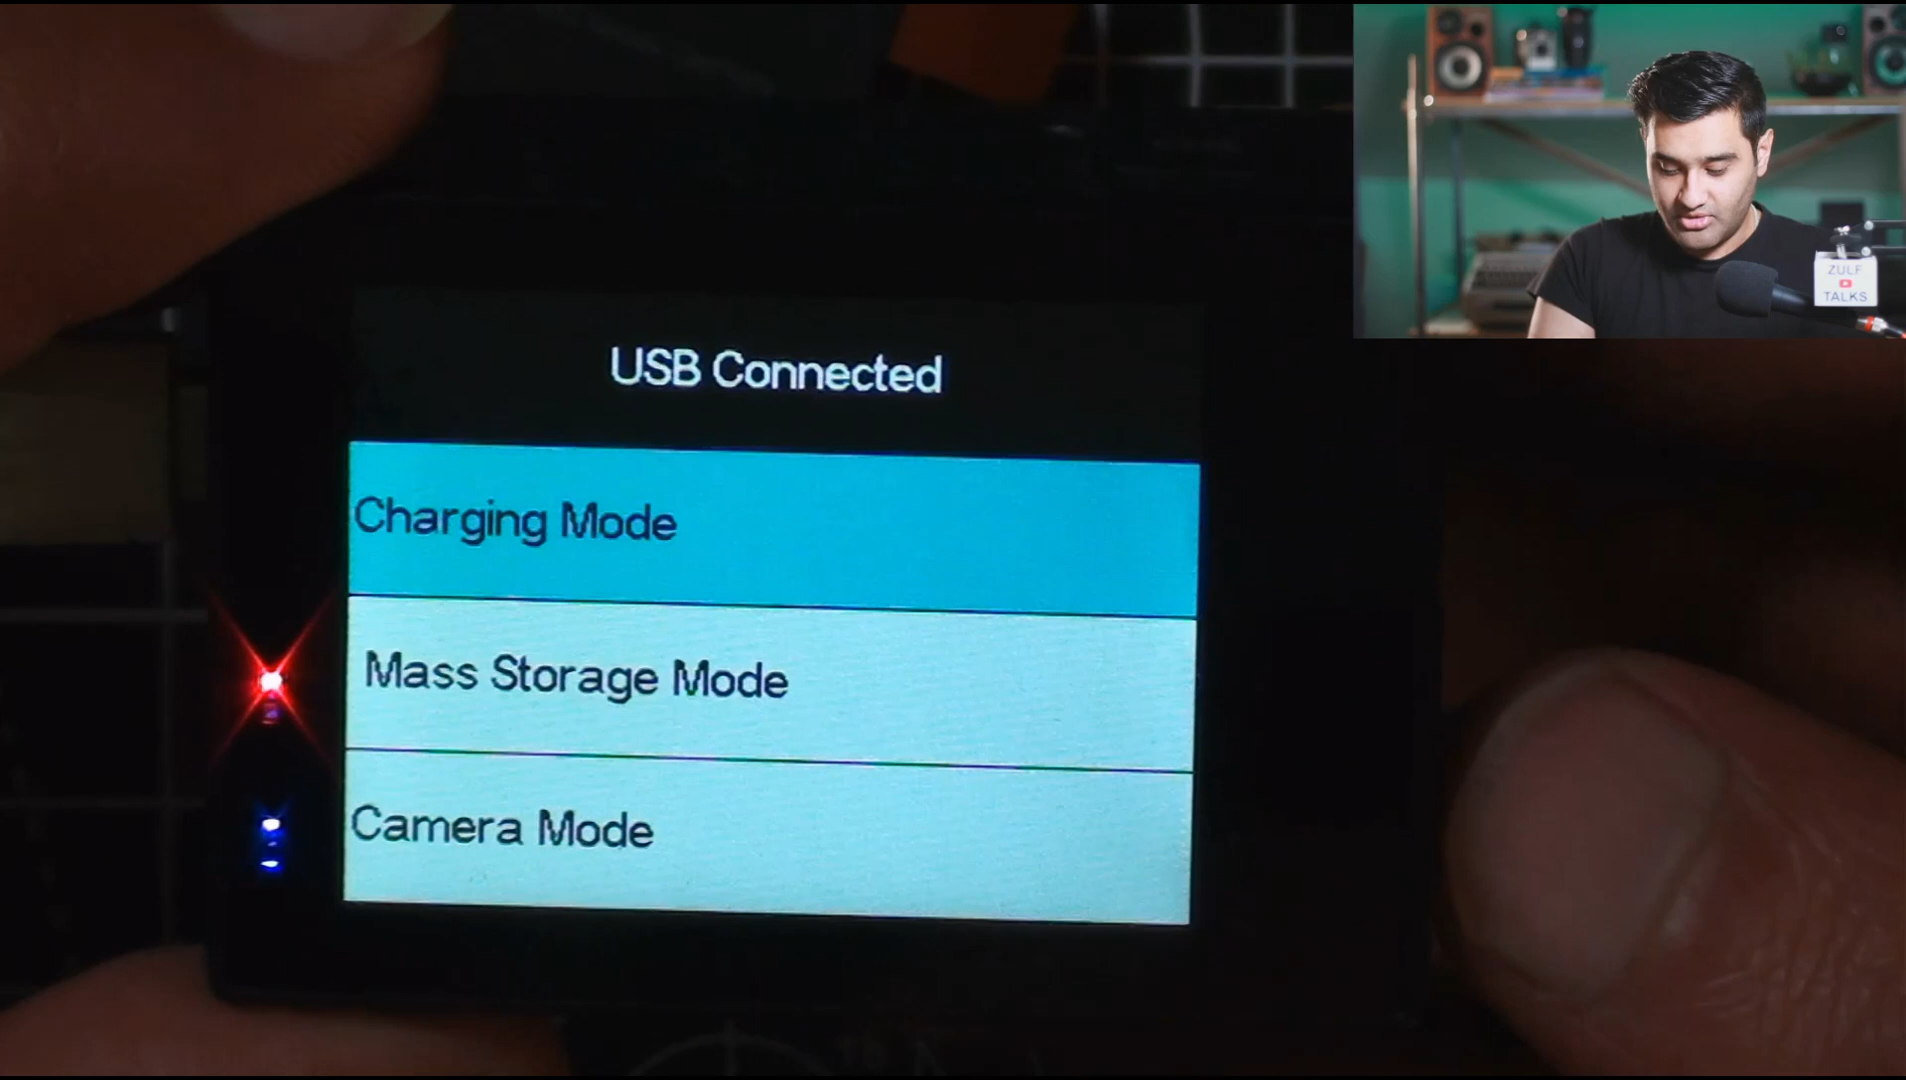 USB Connected
Charging Mode
Mass Storage Mode
Camera Mode
ZULF
TALKS